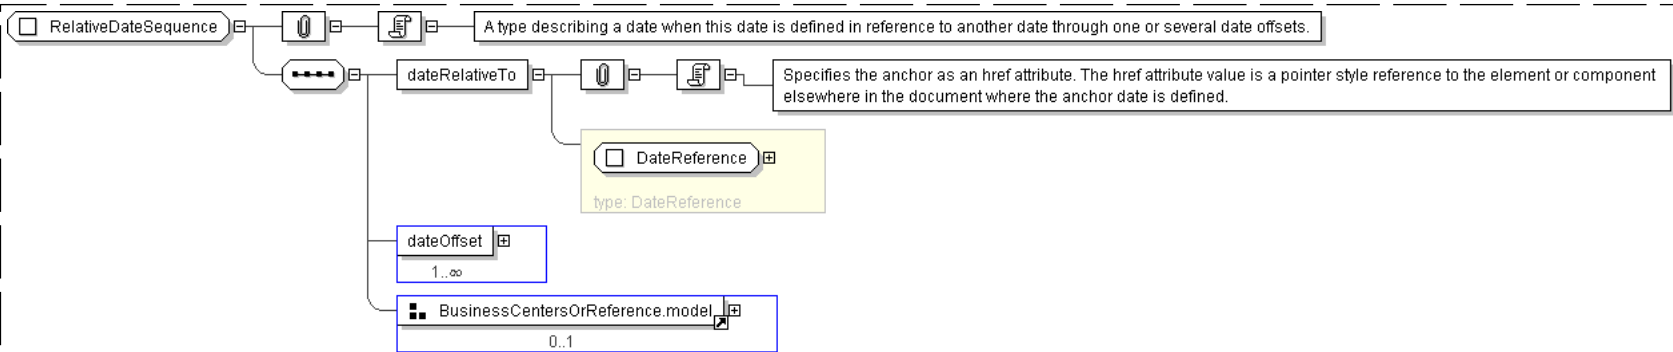 RelativeDateSequence
A type describing a date when this date is defined in reference to another date through one or several date offsets.
dateRelativeTo
Specifies the anchor as an href attribute. The href attribute value is a pointer style reference to the element or component
elsewhere in the document where the anchor date is defined.
DateReference
type: DateReference
dateOffset
1..∞
BusinessCentersOrReference.model
0..1